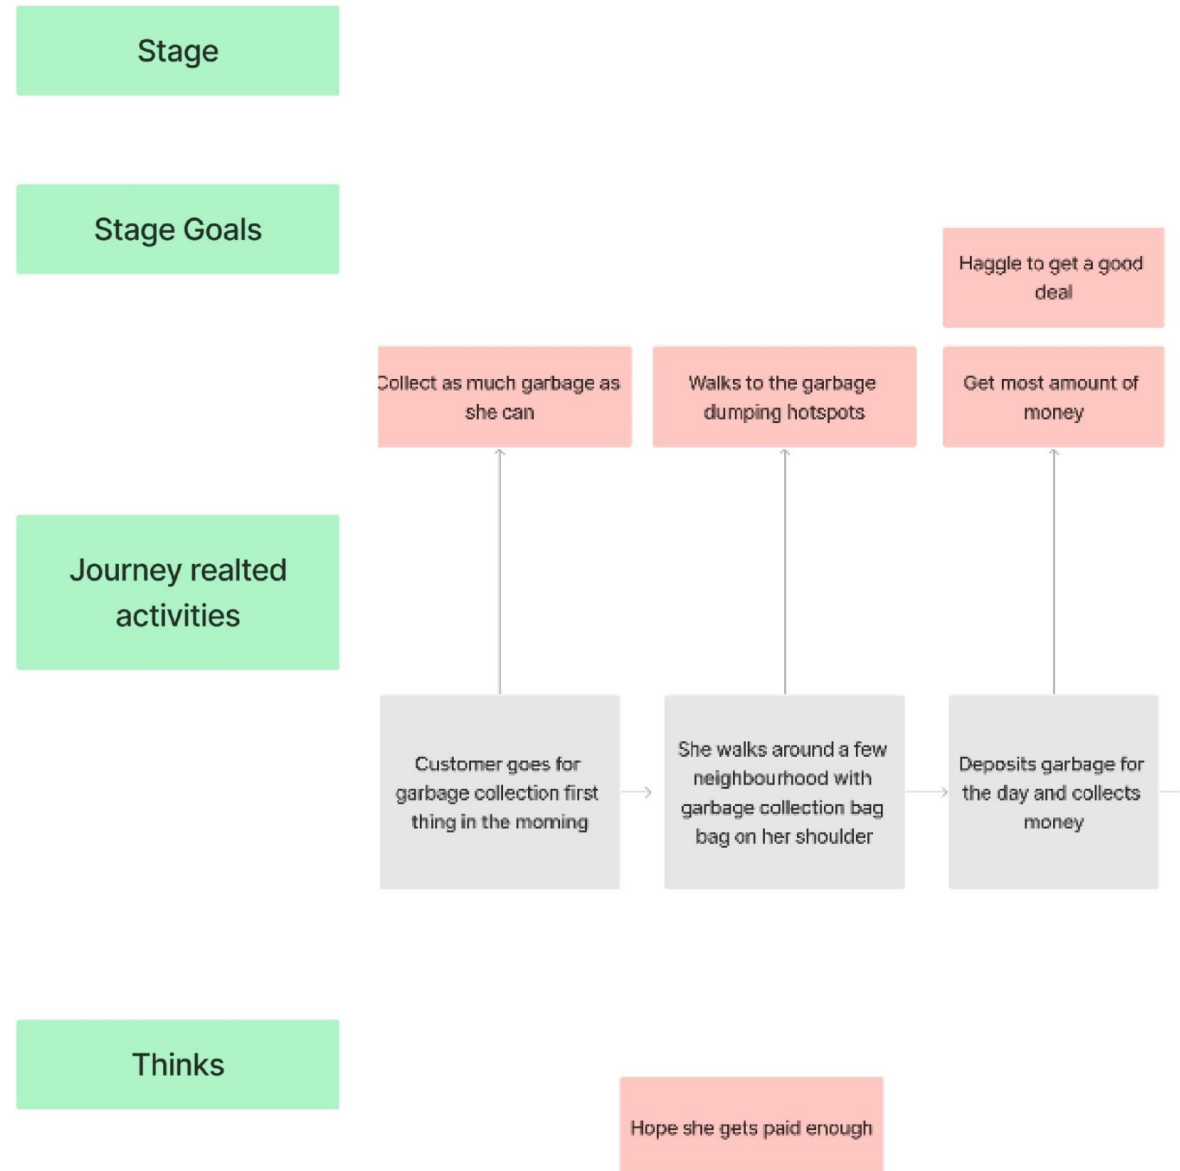 Stage
Stage Goals
Haggle to get a good
deal
Collect as much garbage as
she can
Walks to the garbage
dumping hotspots
Get most amount of
money
Journey realted
activities
Customer goes for
garbage collection first
thing in the morning
She walks around a few
neighbourhood with
garbage collection bag
bag on her shoulder
Deposits garbage for
the day and collects
money
Thinks
Hope she gets paid enough